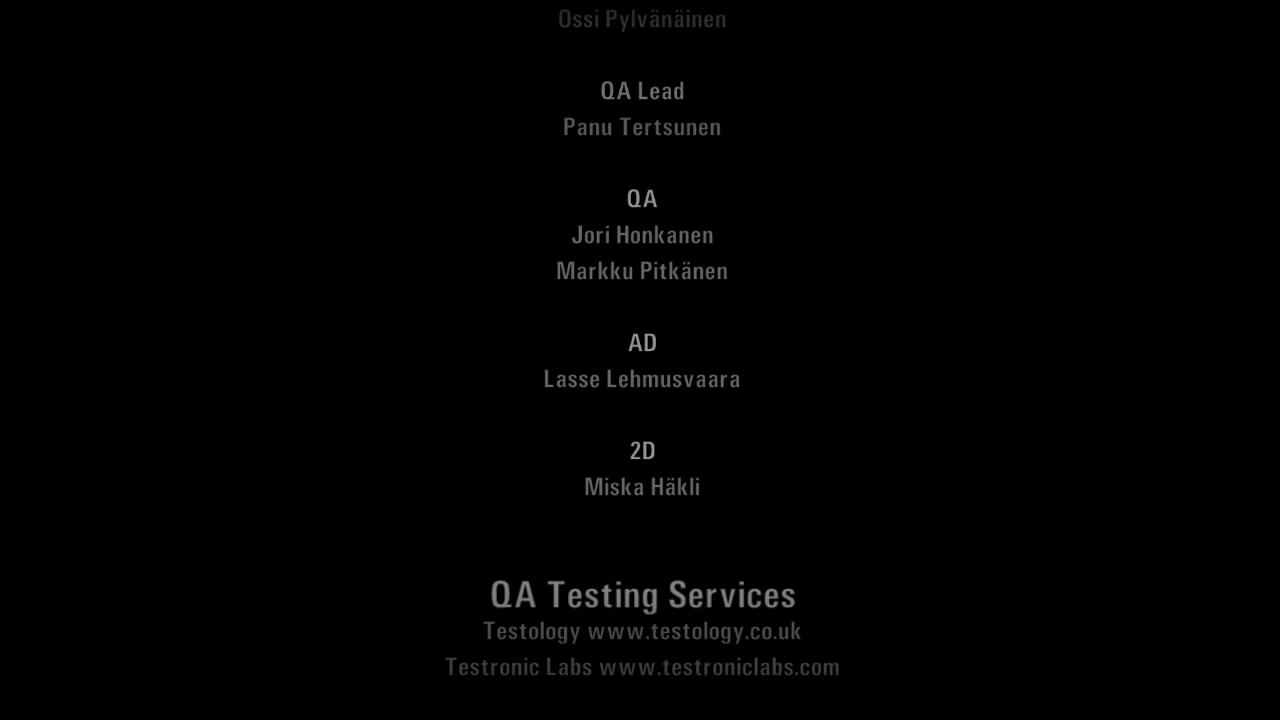 Ossi Pylvänäinen
QA Lead
Panu Tertsunen
QA
Jori Honkanen
Markku Pitkänen
AD
Lasse Lehmusvaara
2D
Miska Häkli
QA Testing Services
Testology www.testology.co.uk
Testronic Labs www.testroniclabs.com